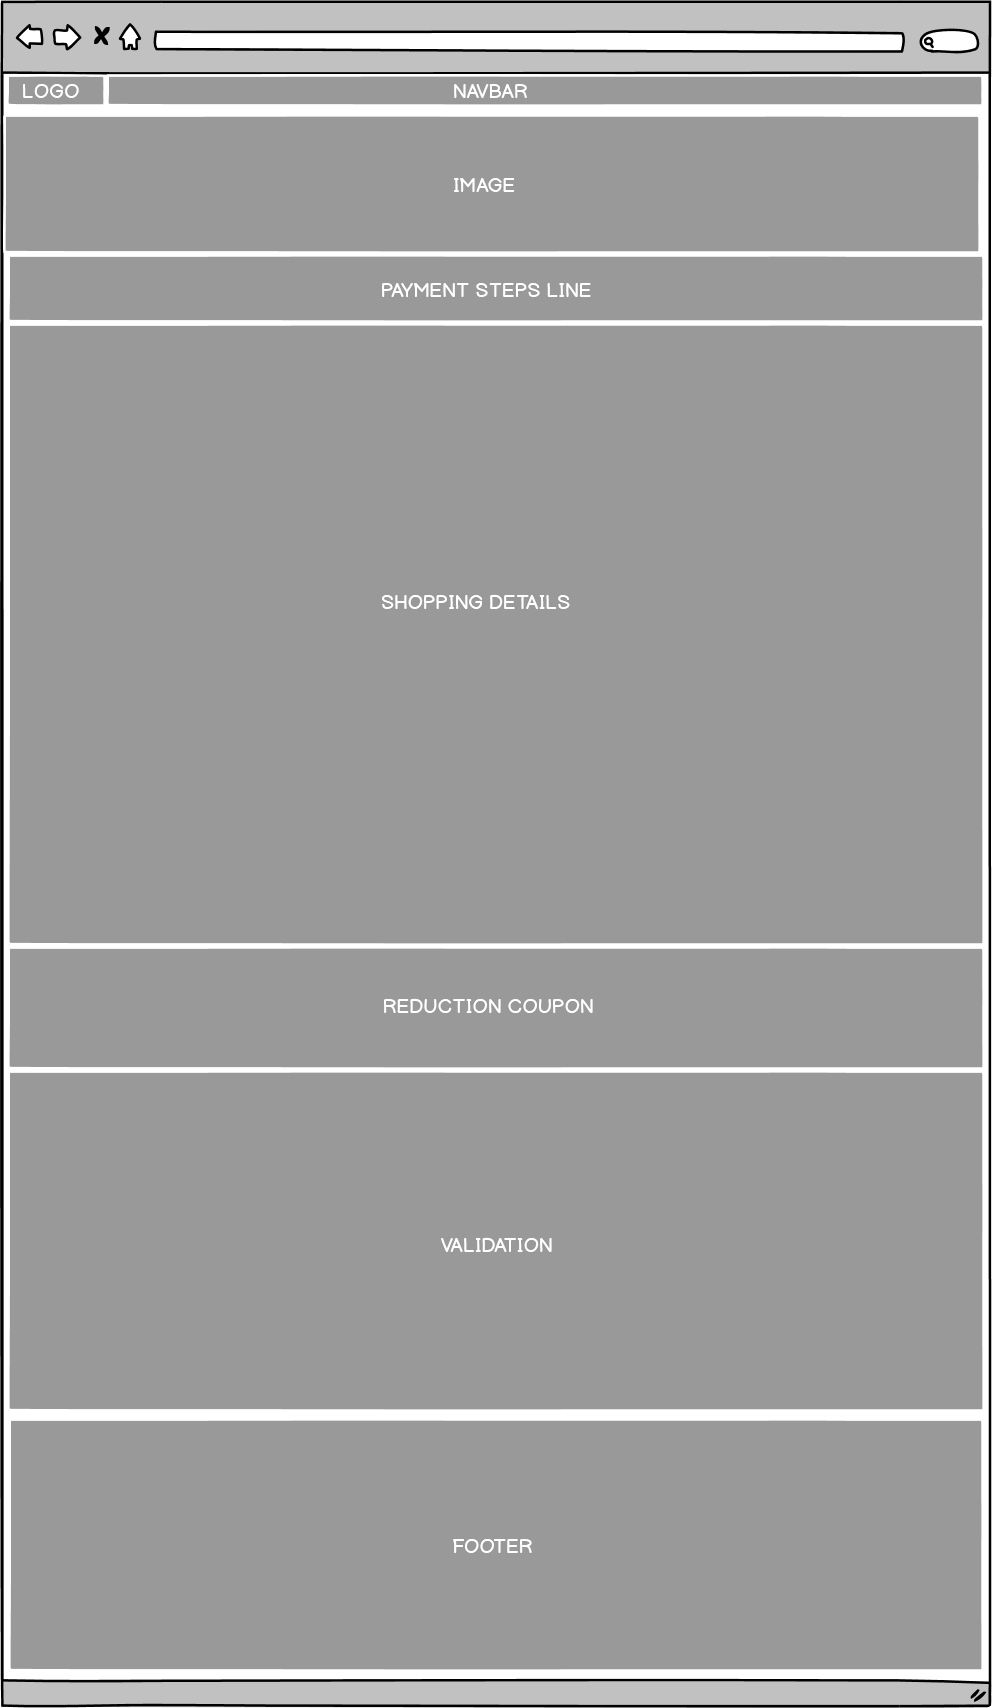 LOGO
NAVBAR
IMAGE
PAYMENT STEPS LINE
SHOPPING DETAILS
REDUCTION COUPON
VALIDATION
FOOTER